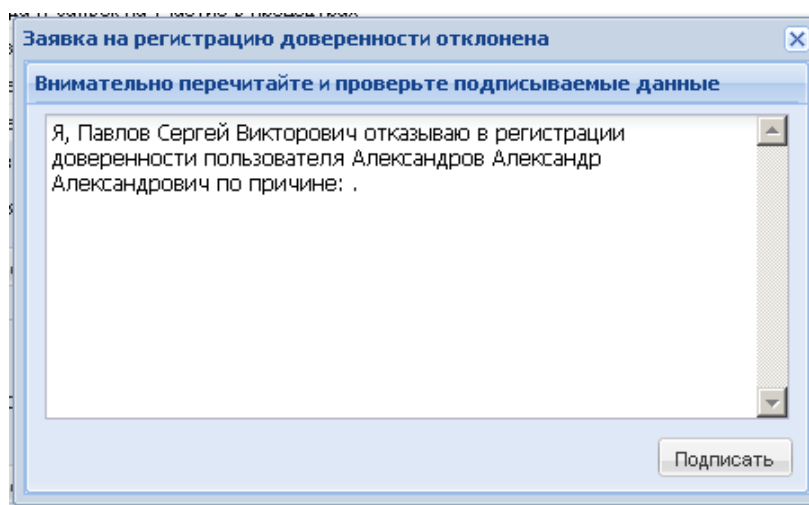 Заявка на регистрацию доверенности отклонена
Внимательно перечитайте и проверьте подписываемые данные
Я, Павлов Сергей Викторович отказываю в регистрации
доверенности пользователя Александров Александр
Александрович по причине: .
Подписать